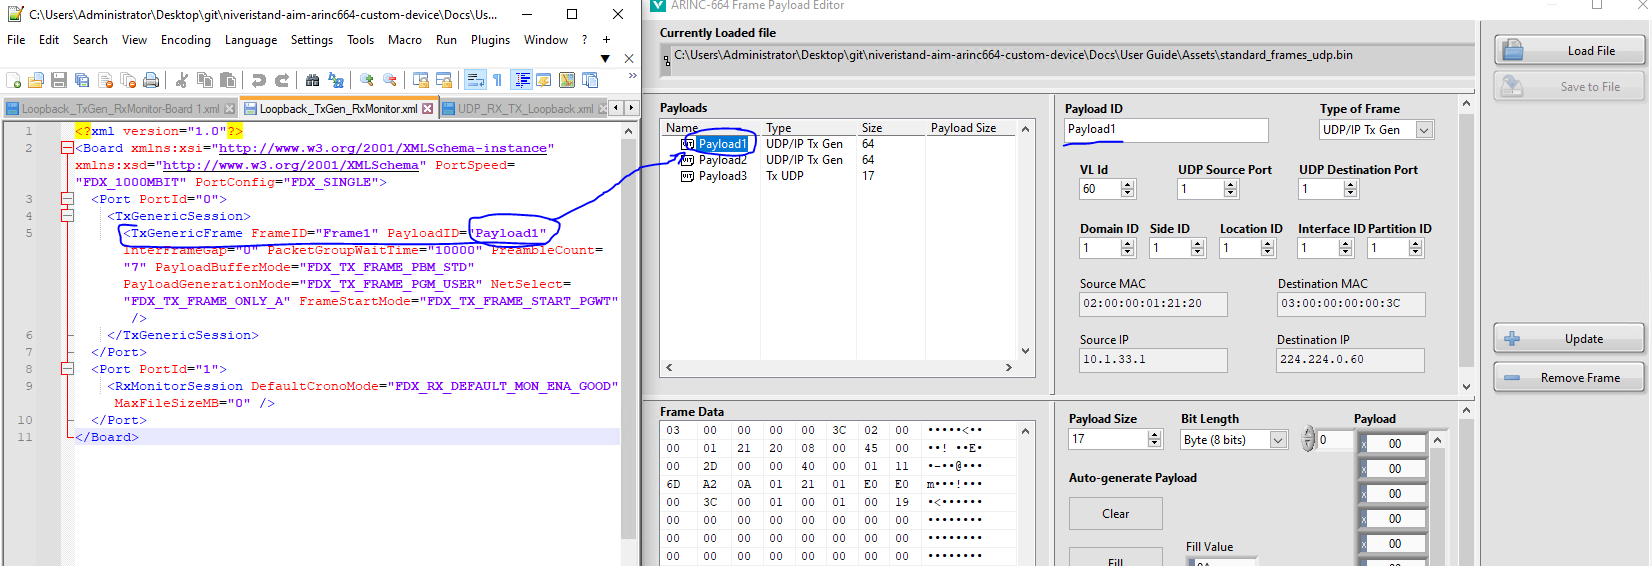 C:\Users\Administrator\Desktop\git\niveristand-aim-arinc664-custom-device\Docs\Us...
File Edit Search View Encoding Language Settings Tools Macro Run Plugins Window ? +
Loopback_TxGen_RxMonitor-Board 1.xml Loopback_TxGen_RxMonitor.xml UDP_RX_TX_Loopback.xml
1 <?xml version="1.0"?>
2 <Board xmlns:xsi="http://www.w3.org/2001/XMLSchema-instance"
xmlns:xsd="http://www.w3.org/2001/XMLSchema" PortSpeed=
"FDX_1000MBIT" PortConfig="FDX_SINGLE">
3 <Port PortId="0">
4 <TxGenericSession>
5 <TxGenericFrame FrameID="Frame1" PayloadID="Payload1"
InterFrameGap="0" PacketGroupWaitTime="10000" PreambleCount=
"7" PayloadBufferMode="FDX_TX_FRAME_PBM_STD"
PayloadGenerationMode="FDX_TX_FRAME_PGM_USER" NetSelect=
"FDX_TX_FRAME_ONLY_A" FrameStartMode="FDX_TX_FRAME_START_PGWT"
/>
6 </TxGenericSession>
7 </Port>
8 <Port PortId="1">
9 <RxMonitorSession DefaultCronoMode="FDX_RX_DEFAULT_MON_ENA_GOOD"
MaxFileSizeMB="0" />
10 </Port>
11 </Board>
ARINC-664 Frame Payload Editor
Currently Loaded file
C:\Users\Administrator\Desktop\git\niveristand-aim-arinc664-custom-device\Docs\User Guide\Assets\standard_frames_udp.bin
Payloads
Name Type Size Payload Size
Payload1 UDP/IP Tx Gen 64
Payload2 UDP/IP Tx Gen 64
Payload3 Tx UDP 17
Payload ID Type of Frame
Payload1 UDP/IP Tx Gen
VL Id UDP Source Port UDP Destination Port
60 1 1
Domain ID Side ID Location ID Interface ID Partition ID
1 1 1 1 1
Source MAC Destination MAC
02:00:00:01:21:20 03:00:00:00:00:3C
Source IP Destination IP
10.1.33.1 224.224.0.60
Load File
Save to File
Update
Remove Frame
Frame Data
03 00 00 00 00 3C 02 00 •••••<••
00 01 21 20 08 00 45 00 ••! ••E•
00 2D 00 00 40 00 01 11 •-••@•••
6D A2 0A 01 21 01 E0 E0 m•••!•••
00 3C 00 01 00 01 00 19 •<••••••
00 00 00 00 00 00 00 00 ••••••••
00 00 00 00 00 00 00 00 ••••••••
00 00 00 00 00 00 00 00 ••••••••
Payload Size Bit Length Payload
17 Byte (8 bits) 0 x 00
x 00
x 00
x 00
x 00
Auto-generate Payload
Clear
Fill
Fill Value